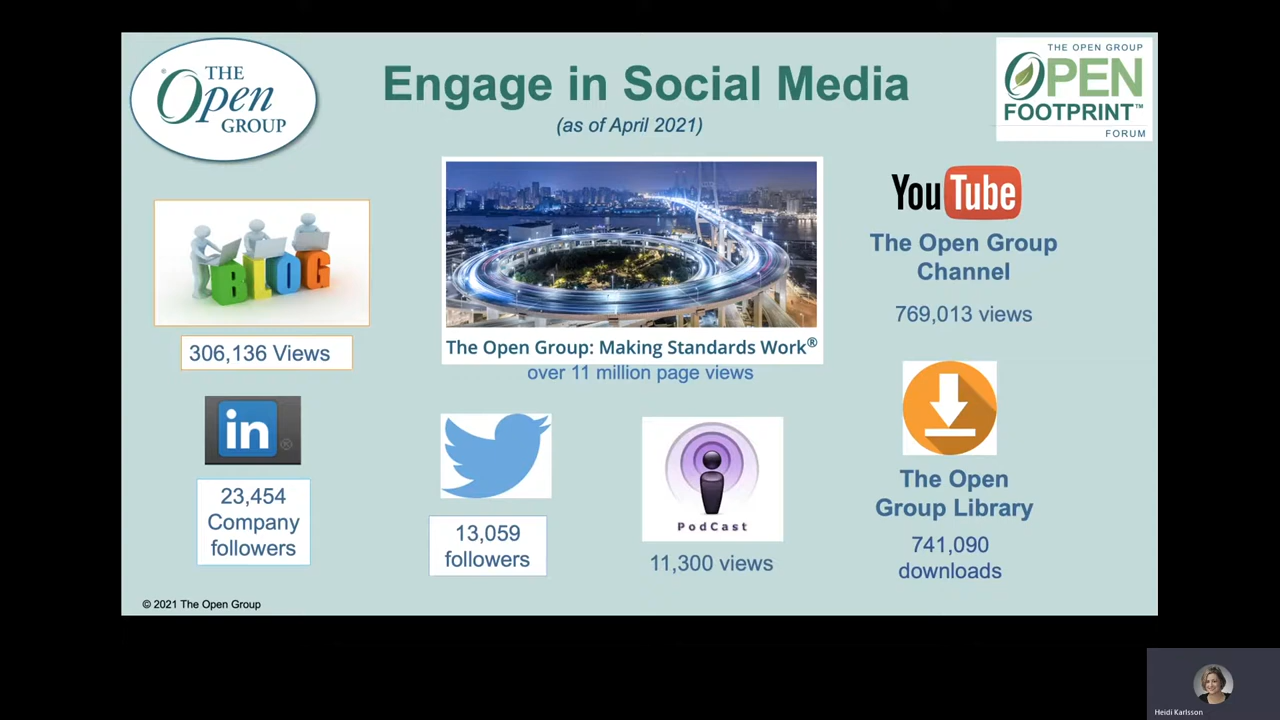 THE
Open
GROUP
Engage in Social Media
(as of April 2021)
THE OPEN GROUP
OPEN
FOOTPRINT™
FORUM
BLOG
306,136 Views
The Open Group: Making Standards Work®
over 11 million page views
YouTube
The Open Group
Channel
769,013 views
in
®
23,454
Company
followers
13,059
followers
PodCast
11,300 views
The Open
Group Library
741,090
downloads
© 2021 The Open Group
Heidi Karlsson